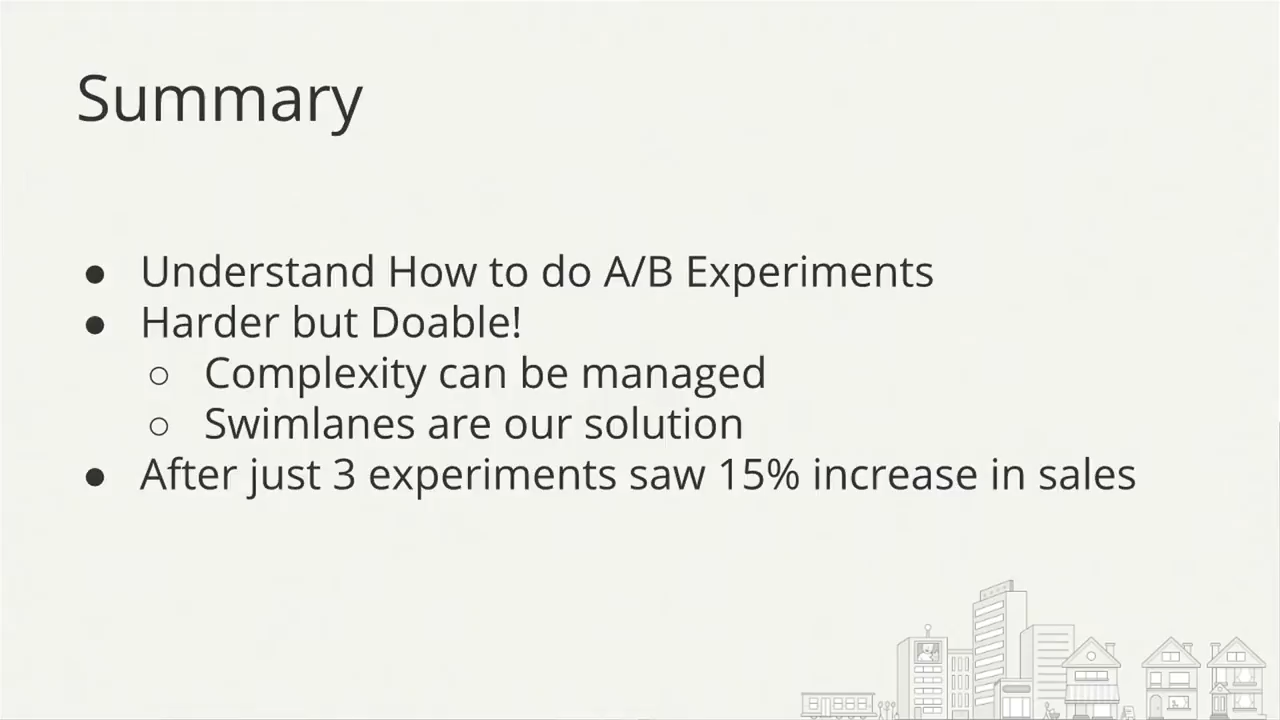 Summary
● Understand How to do A/B Experiments
● Harder but Doable!
○ Complexity can be managed
○ Swimlanes are our solution
● After just 3 experiments saw 15% increase in sales